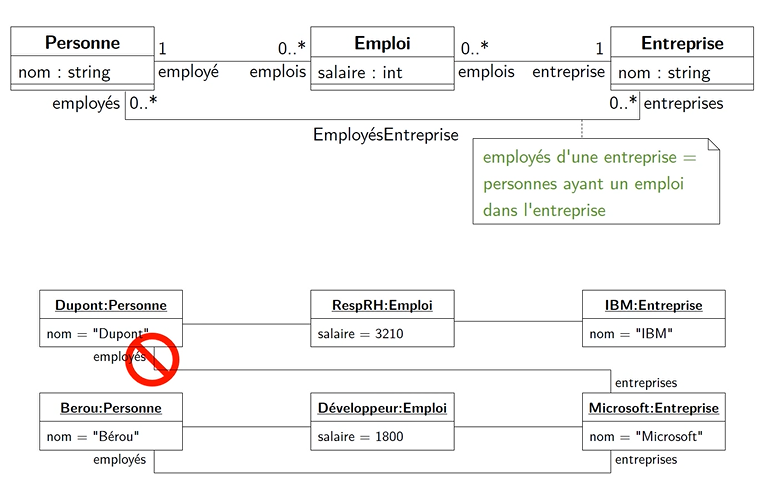 Personne
1
0..*
Emploi
0..*
1
Entreprise
nom : string
employé
emplois
salaire : int
emplois
entreprise
nom : string
employés
0..*
0..*
entreprises
EmployésEntreprise
employés d'une entreprise =
personnes ayant un emploi
dans l'entreprise
Dupont:Personne
RespRH:Emploi
IBM:Entreprise
nom = "Dupont"
salaire = 3210
nom = "IBM"
employés
entreprises
Berou:Personne
Développeur:Emploi
Microsoft:Entreprise
nom = "Bérou"
salaire = 1800
nom = "Microsoft"
employés
entreprises